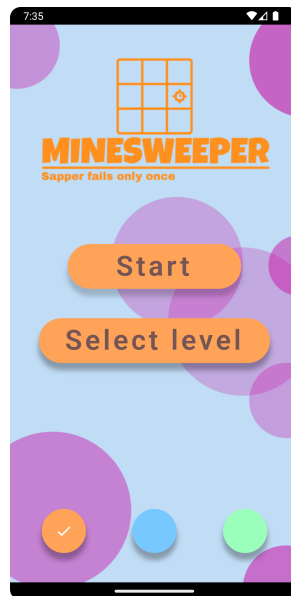 7:35
MINESWEEPER
Sapper fails only once
Start
Select level